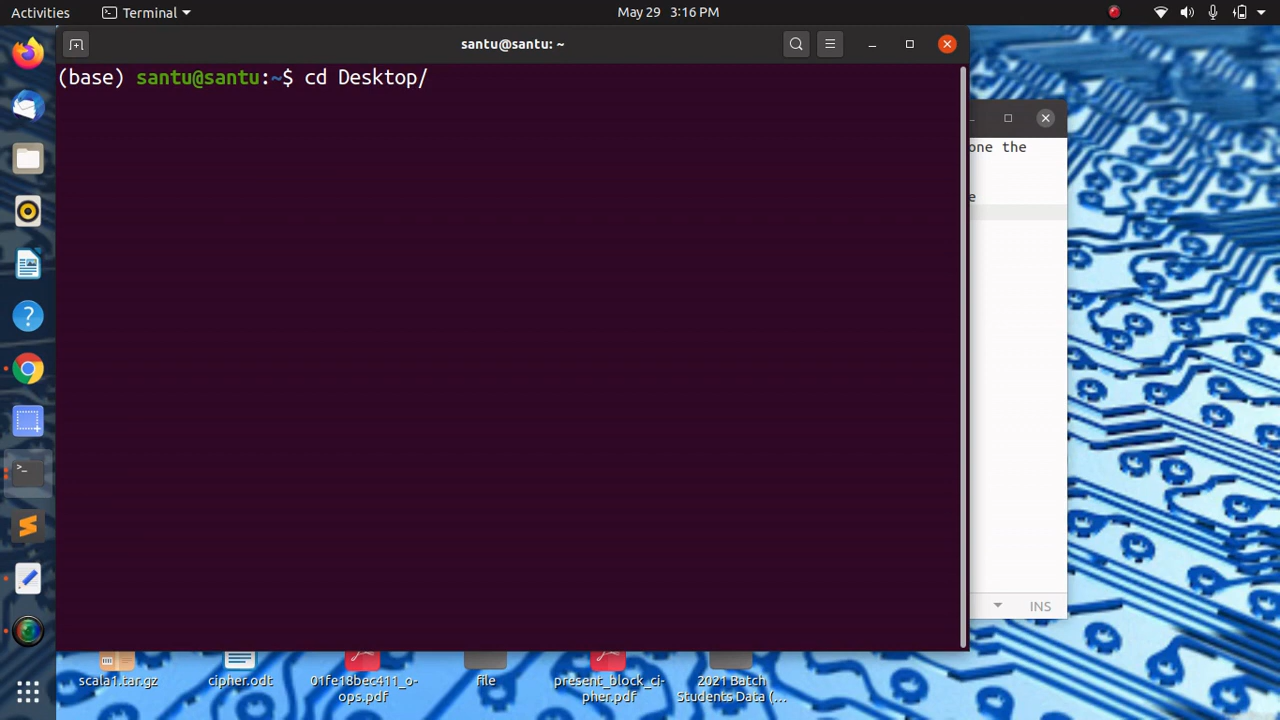 Activities Terminal May 29 3:16 PM
santu@santu: ~
(base) santu@santu:~$ cd Desktop/
one the
e
INS
scala1.tar.gz
cipher.odt
01fe18bec411_o-
ops.pdf
file
present_block_ci-
pher.pdf
2021 Batch
Students Data (...